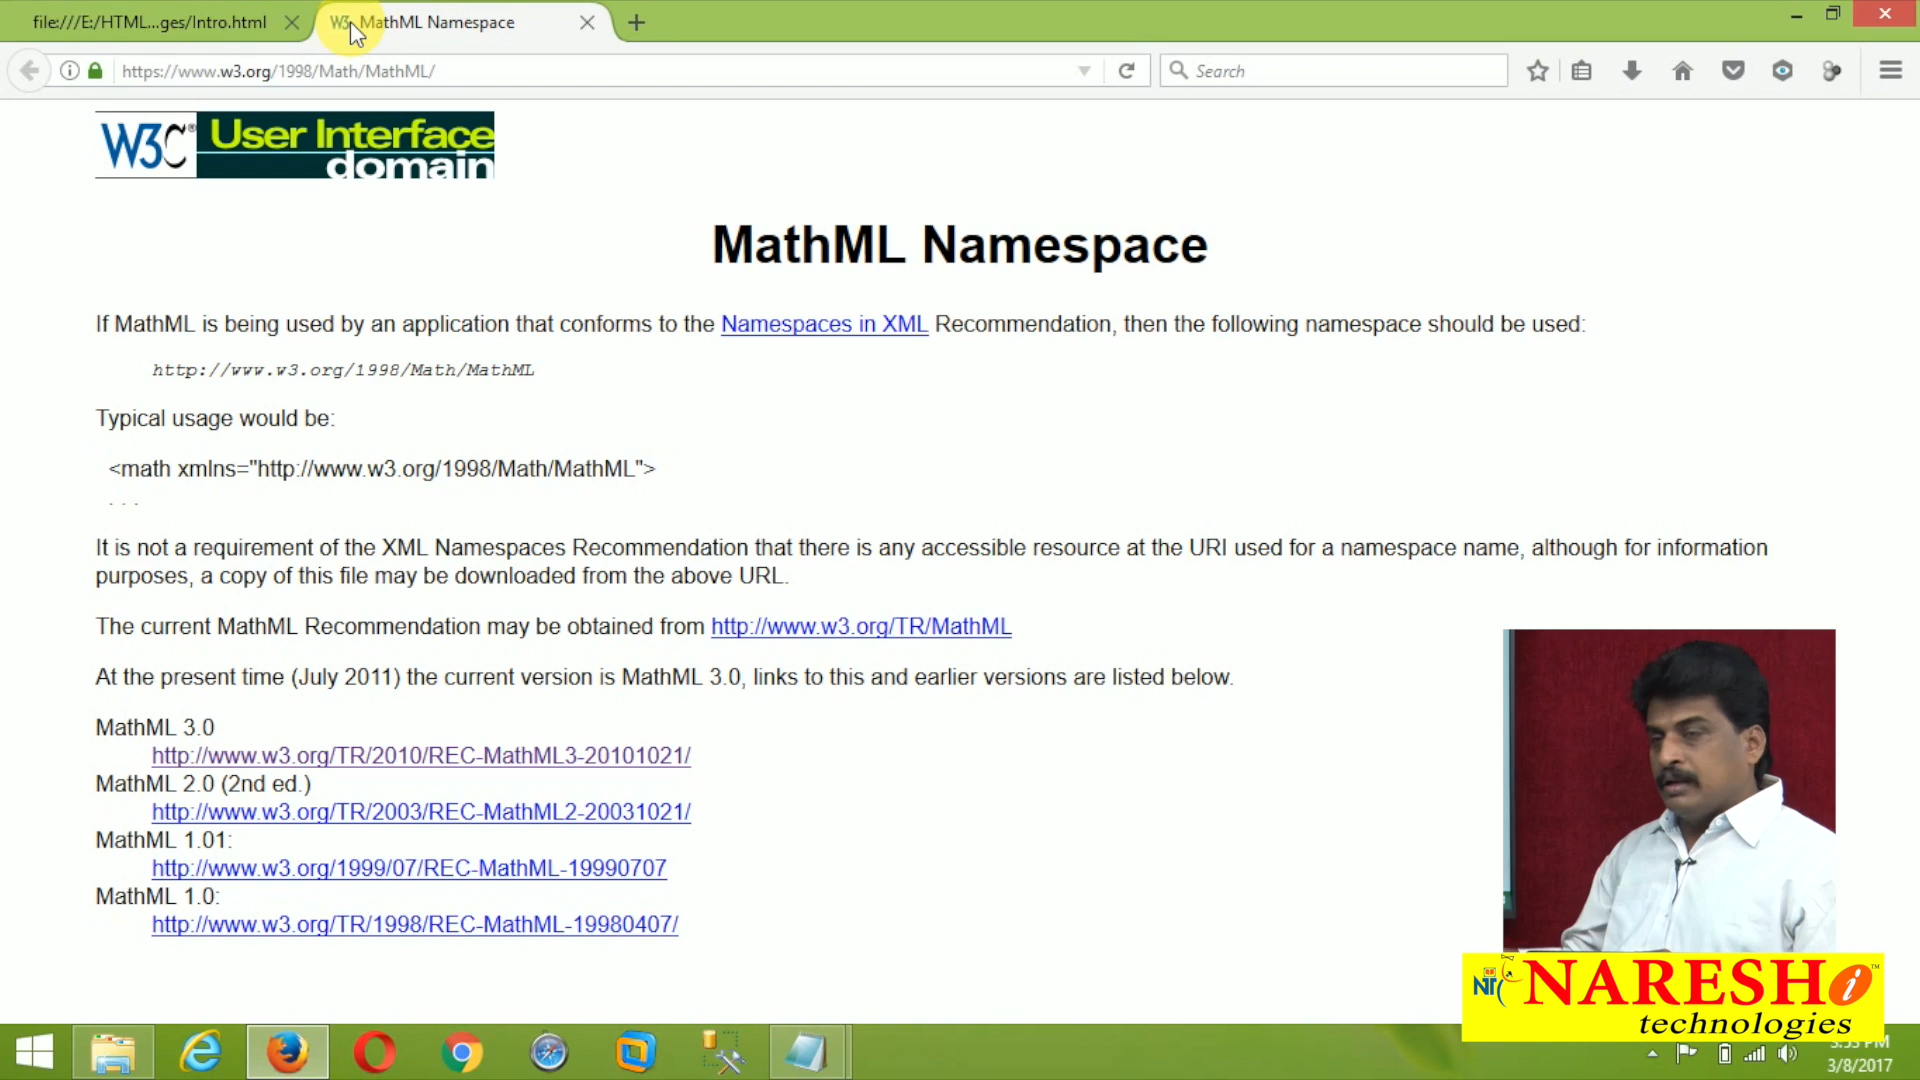 file:///E:/HTML...ges/Intro.html
MathML Namespace
https://www.w3.org/1998/Math/MathML/
Search
W3C® User Interface
domain
MathML Namespace
If MathML is being used by an application that conforms to the Namespaces in XML Recommendation, then the following namespace should be used:
http://www.w3.org/1998/Math/MathML
Typical usage would be:
<math xmlns="http://www.w3.org/1998/Math/MathML">
. . .
It is not a requirement of the XML Namespaces Recommendation that there is any accessible resource at the URI used for a namespace name, although for information
purposes, a copy of this file may be downloaded from the above URL.
The current MathML Recommendation may be obtained from http://www.w3.org/TR/MathML
At the present time (July 2011) the current version is MathML 3.0, links to this and earlier versions are listed below.
MathML 3.0
http://www.w3.org/TR/2010/REC-MathML3-20101021/
MathML 2.0 (2nd ed.)
http://www.w3.org/TR/2003/REC-MathML2-20031021/
MathML 1.01:
http://www.w3.org/1999/07/REC-MathML-19990707
MathML 1.0:
http://www.w3.org/TR/1998/REC-MathML-19980407/
NARESH i ™
technologies
3/8/2017